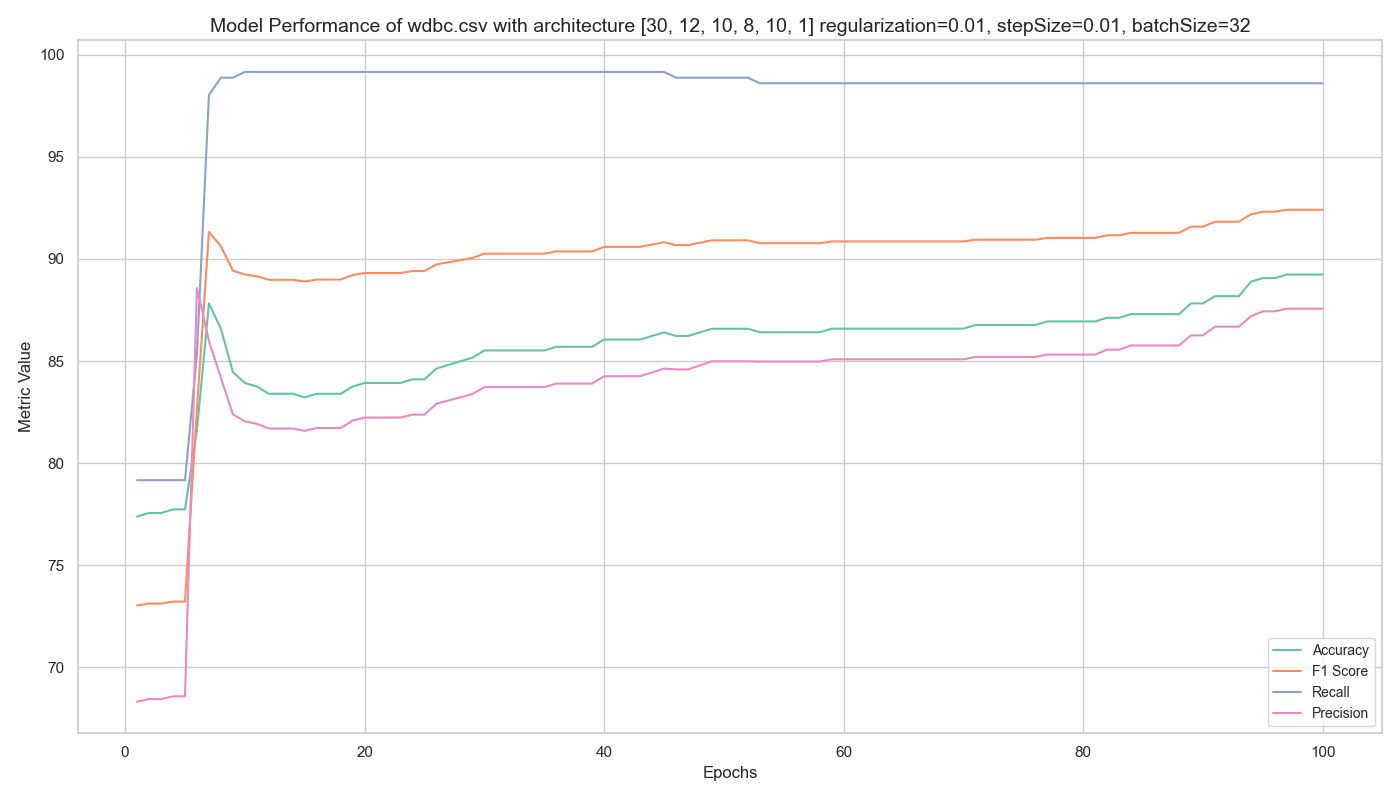 Model Performance of wdbc.csv with architecture [30, 12, 10, 8, 10, 1] regularization=0.01, stepSize=0.01, batchSize=32
100
95
90
85
80
75
70
Metric Value
0 20 40 60 80 100
Epochs
Accuracy
F1 Score
Recall
Precision